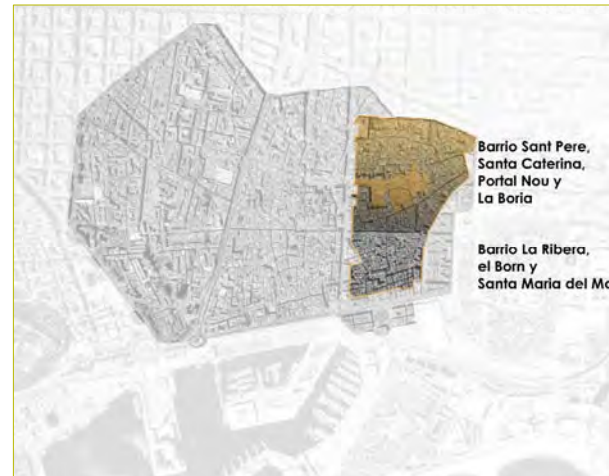 Barrio Sant Pere,
Santa Caterina,
Portal Nou y
La Boria
Barrio La Ribera,
el Born y
Santa Maria del Ma